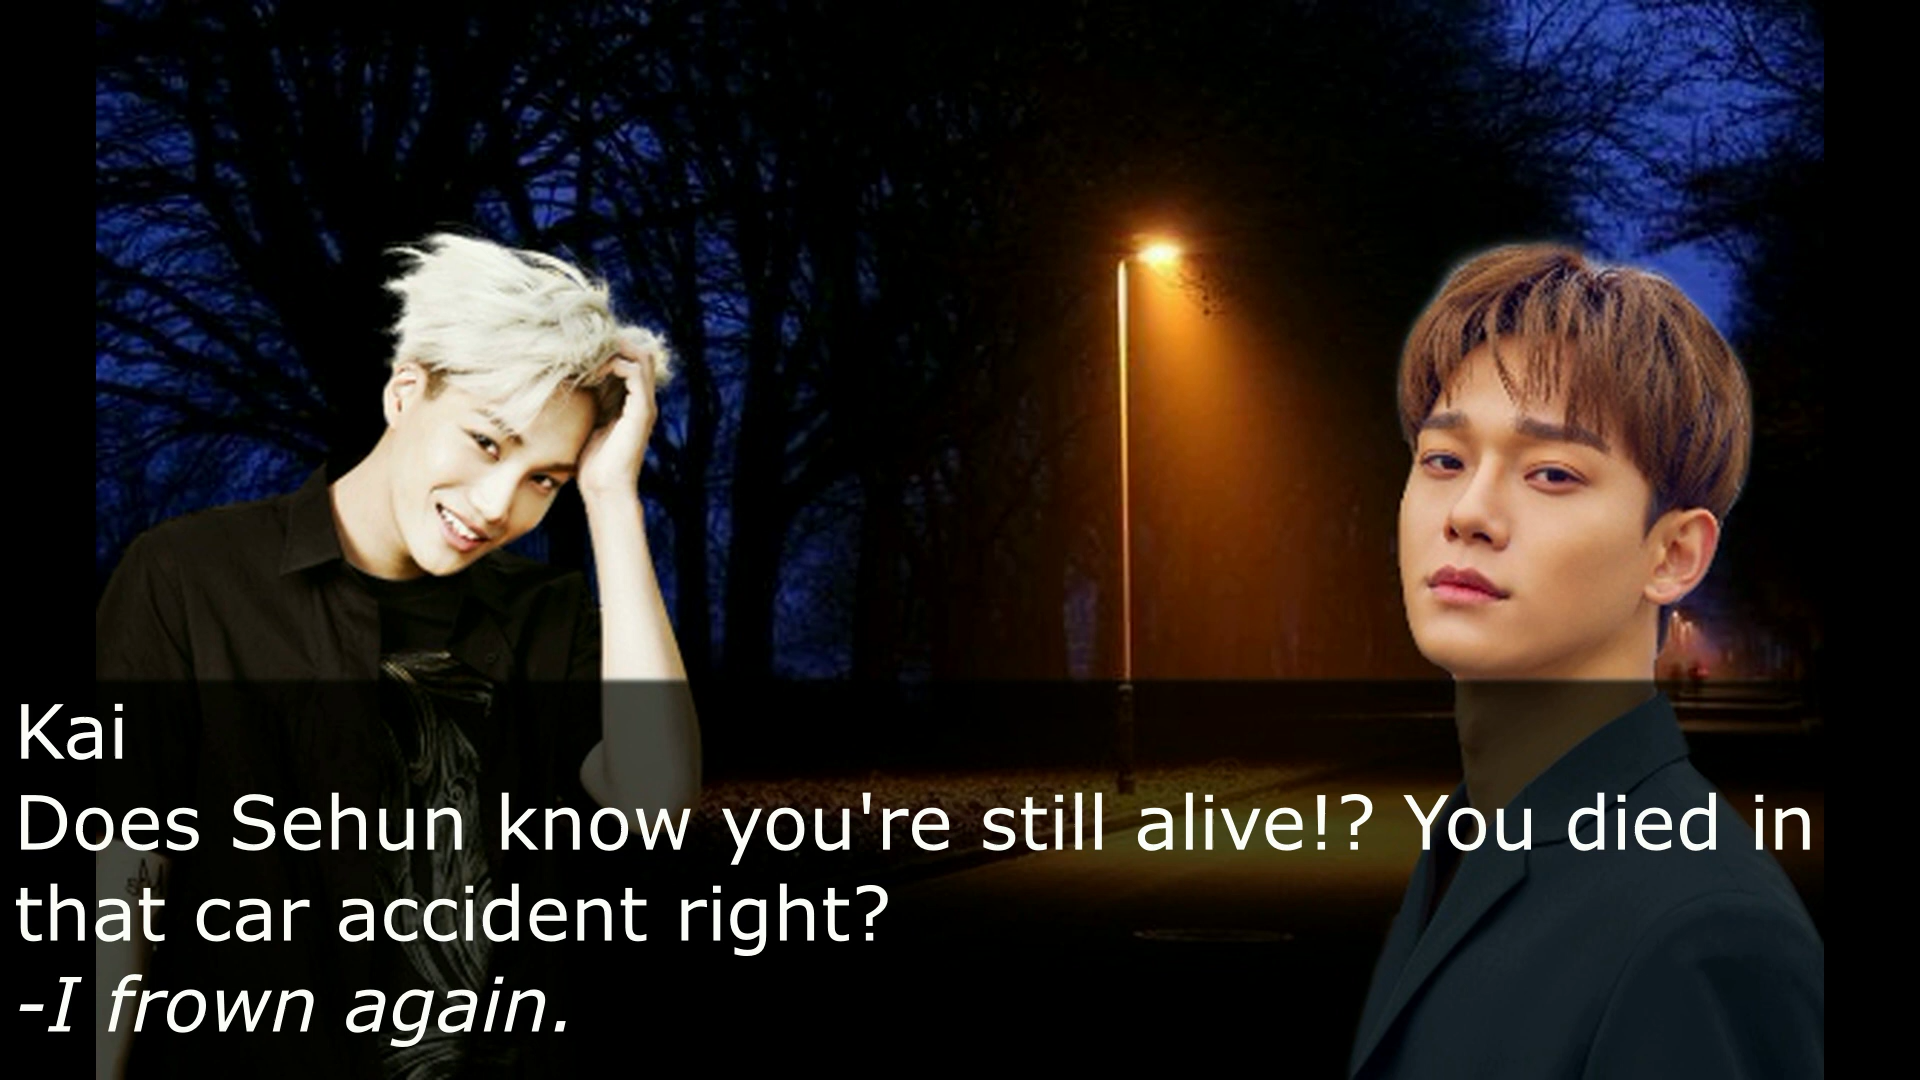 Kai
Does Sehun know you're still alive!? You died in
that car accident right?
-I frown again.